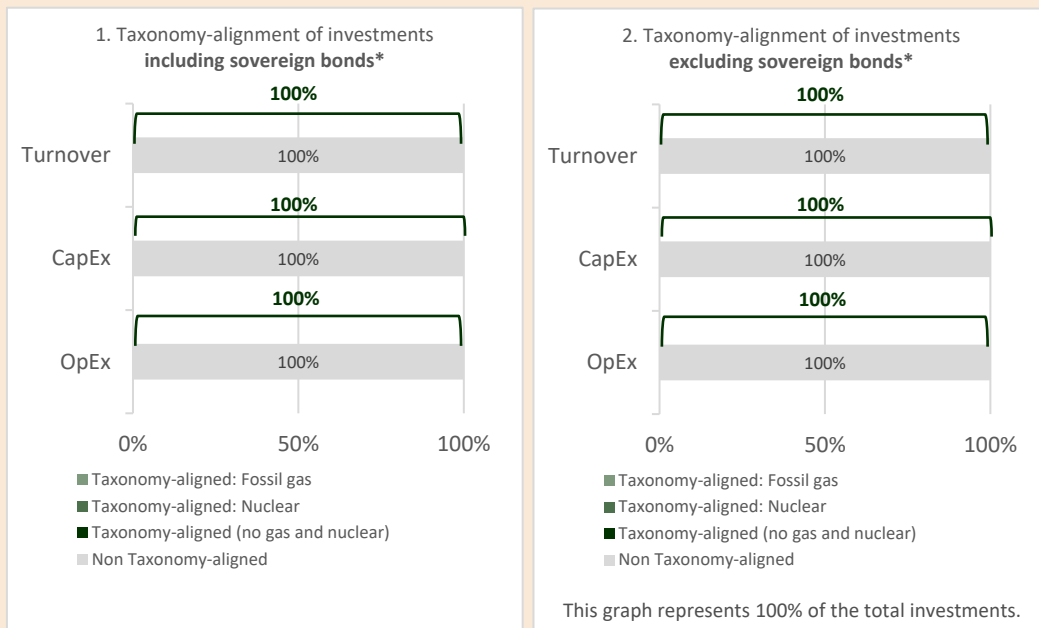 1. Taxonomy-alignment of investments
including sovereign bonds*
100%
Turnover
100%
100%
CapEx
100%
100%
OpEx
100%
0%
50%
100%
Taxonomy-aligned: Fossil gas
Taxonomy-aligned: Nuclear
Taxonomy-aligned (no gas and nuclear)
Non Taxonomy-aligned
2. Taxonomy-alignment of investments
excluding sovereign bonds*
100%
Turnover
100%
100%
CapEx
100%
100%
OpEx
100%
0%
50%
100%
Taxonomy-aligned: Fossil gas
Taxonomy-aligned: Nuclear
Taxonomy-aligned (no gas and nuclear)
Non Taxonomy-aligned
This graph represents 100% of the total investments.